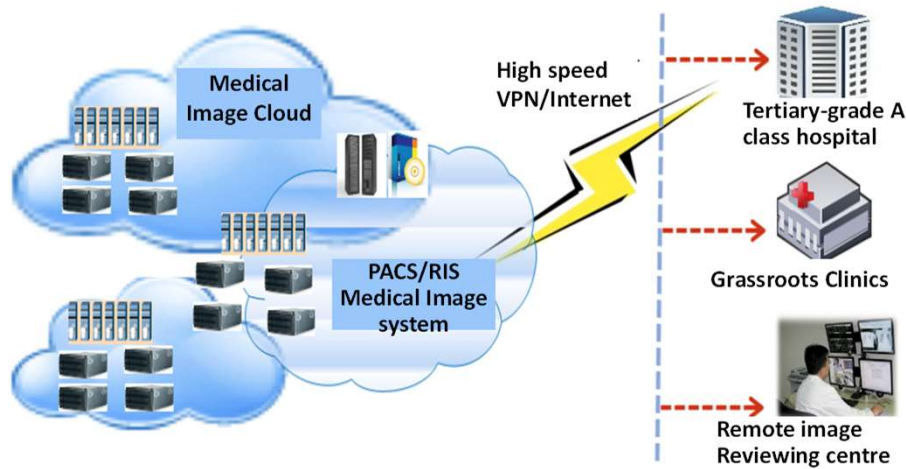 Medical
Image Cloud
High speed
VPN/Internet
Tertiary-grade A
class hospital
PACS/RIS
Medical Image
system
Grassroots Clinics
Remote image
Reviewing centre